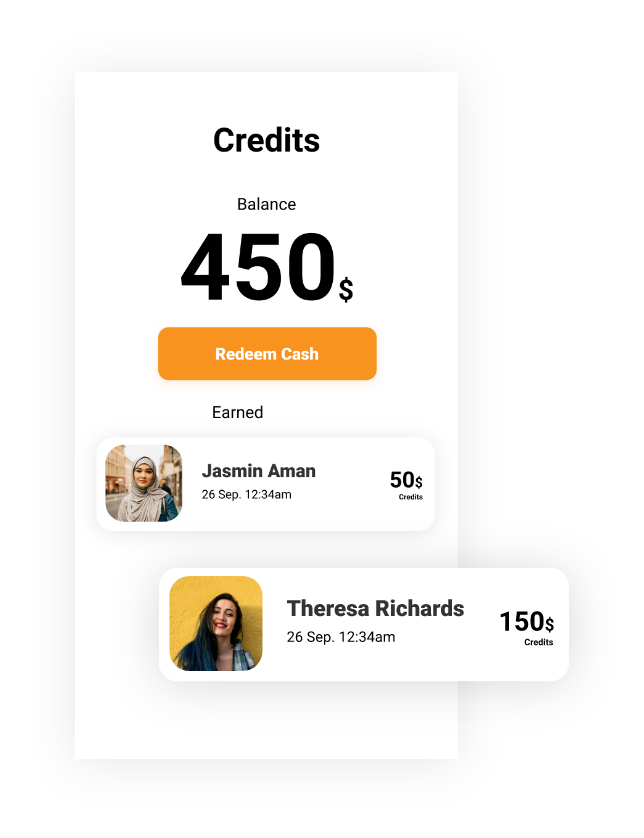 Credits
Balance
450$
Redeem Cash
Earned
Jasmin Aman
26 Sep. 12:34am
50$
Credits
Theresa Richards
26 Sep. 12:34am
150$
Credits